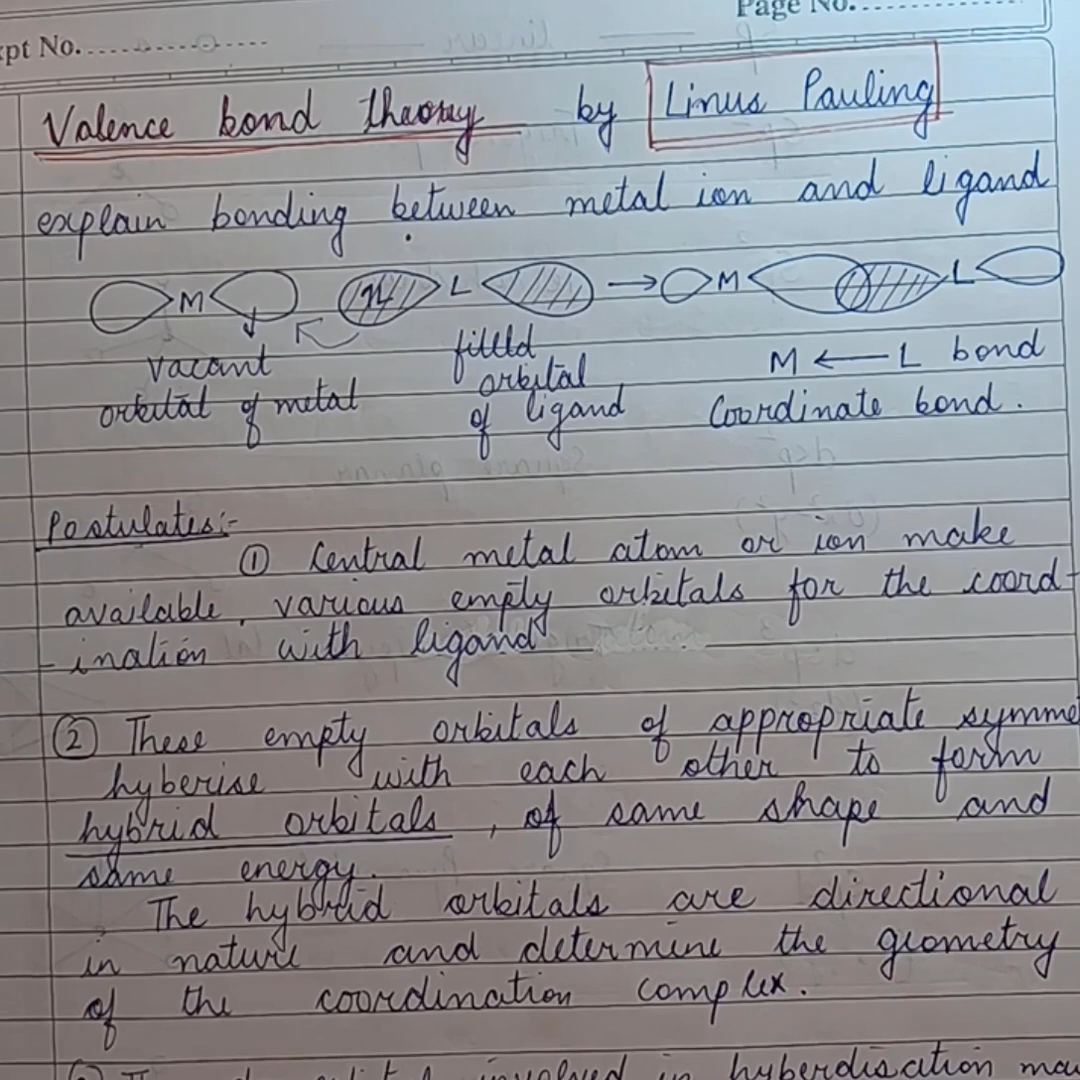 Page No.
xpt No.
Valence bond theory by Linus Pauling
explain bonding between metal ion and ligand
M L → M L
vacant filled M ← L bond
orbital of metal orbital of ligand Coordinate bond.
Postulates:-
① Central metal atom or ion make
available various empty orbitals for the coord-
-ination with ligand
② These empty orbitals of appropriate symme
hyberise with each other to form
hybrid orbitals, of same shape and
same energy.
The hybrid orbitals are directional
in nature and determine the geometry
of the coordination complex.
involved in hyberdisation